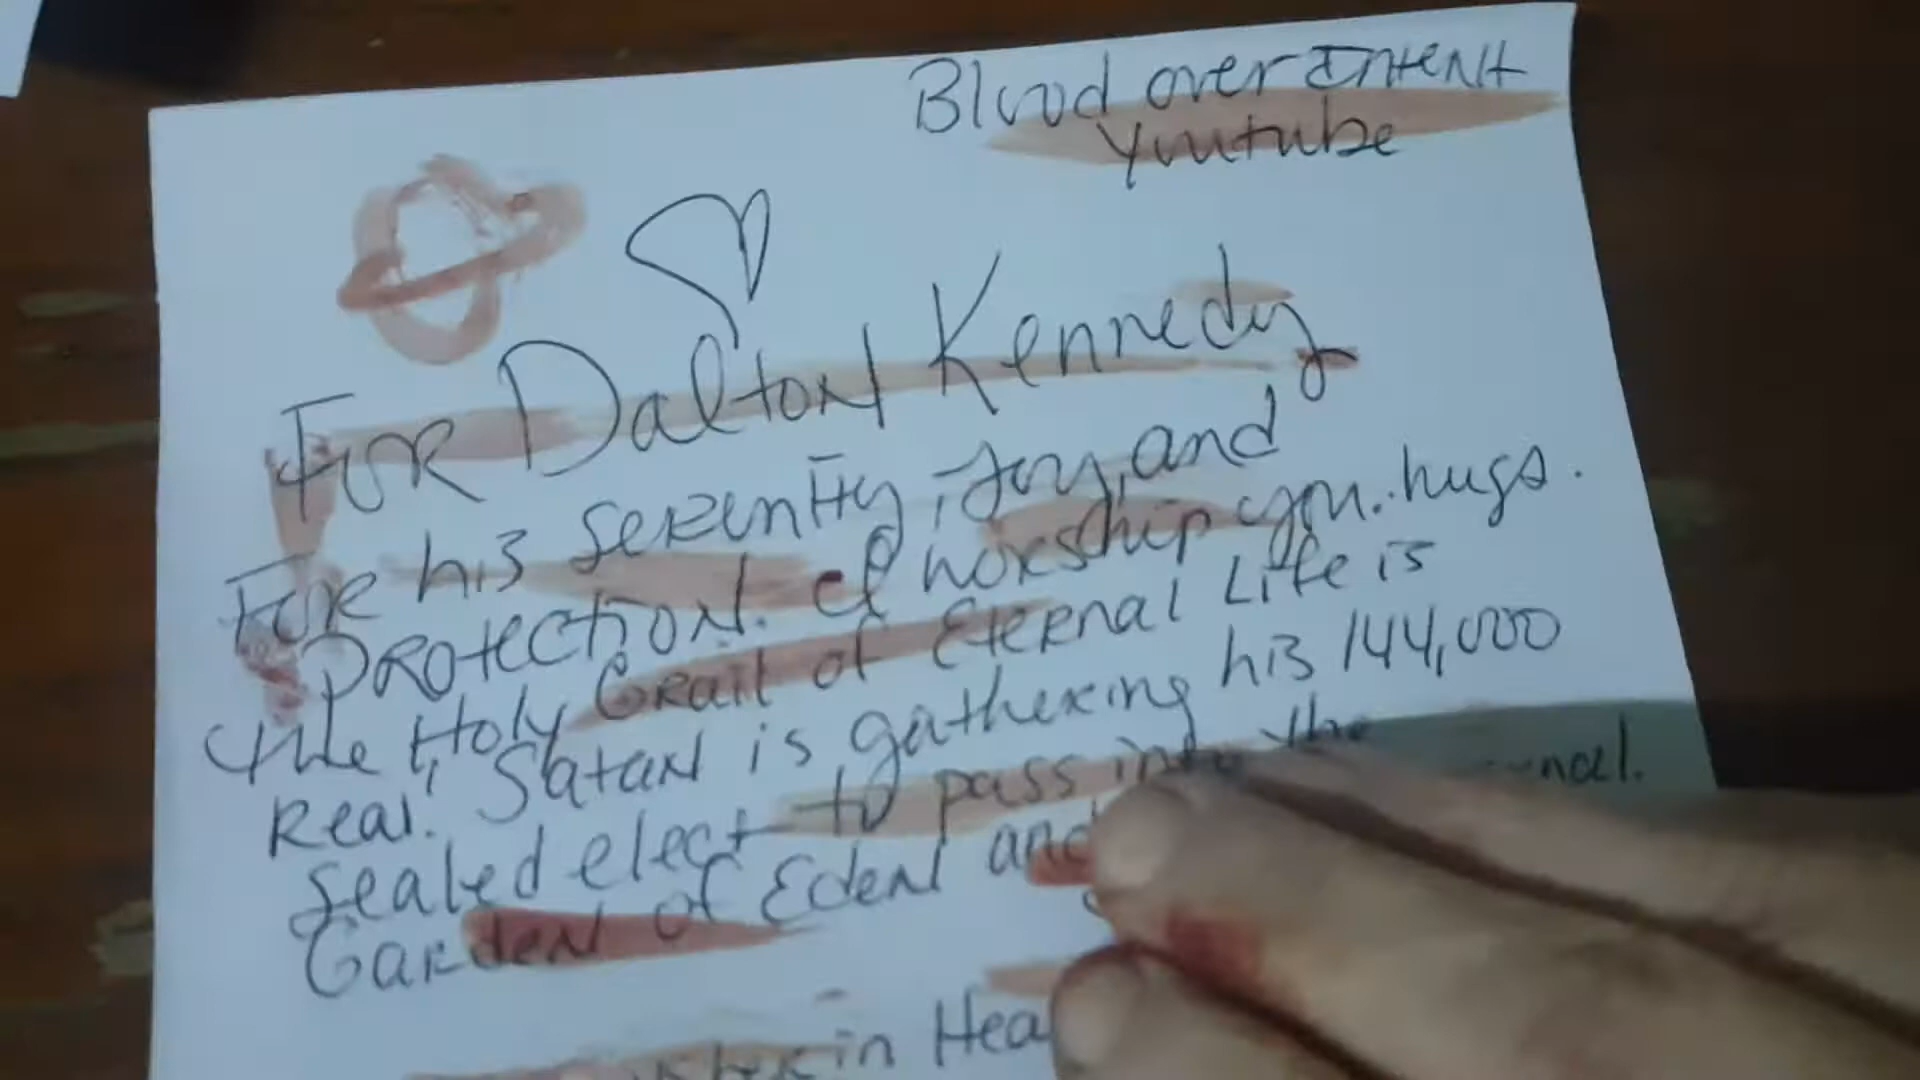 Blood over Intent
Youtube
For Dalton Kennedy
For his serenity, Joy, and
Protection. I worship you. hugs.
The Holy Grail of Eternal Life is
Real. Satan is gathering his 144,000
sealed elect to pass into the
Garden of Eden and
in Hea